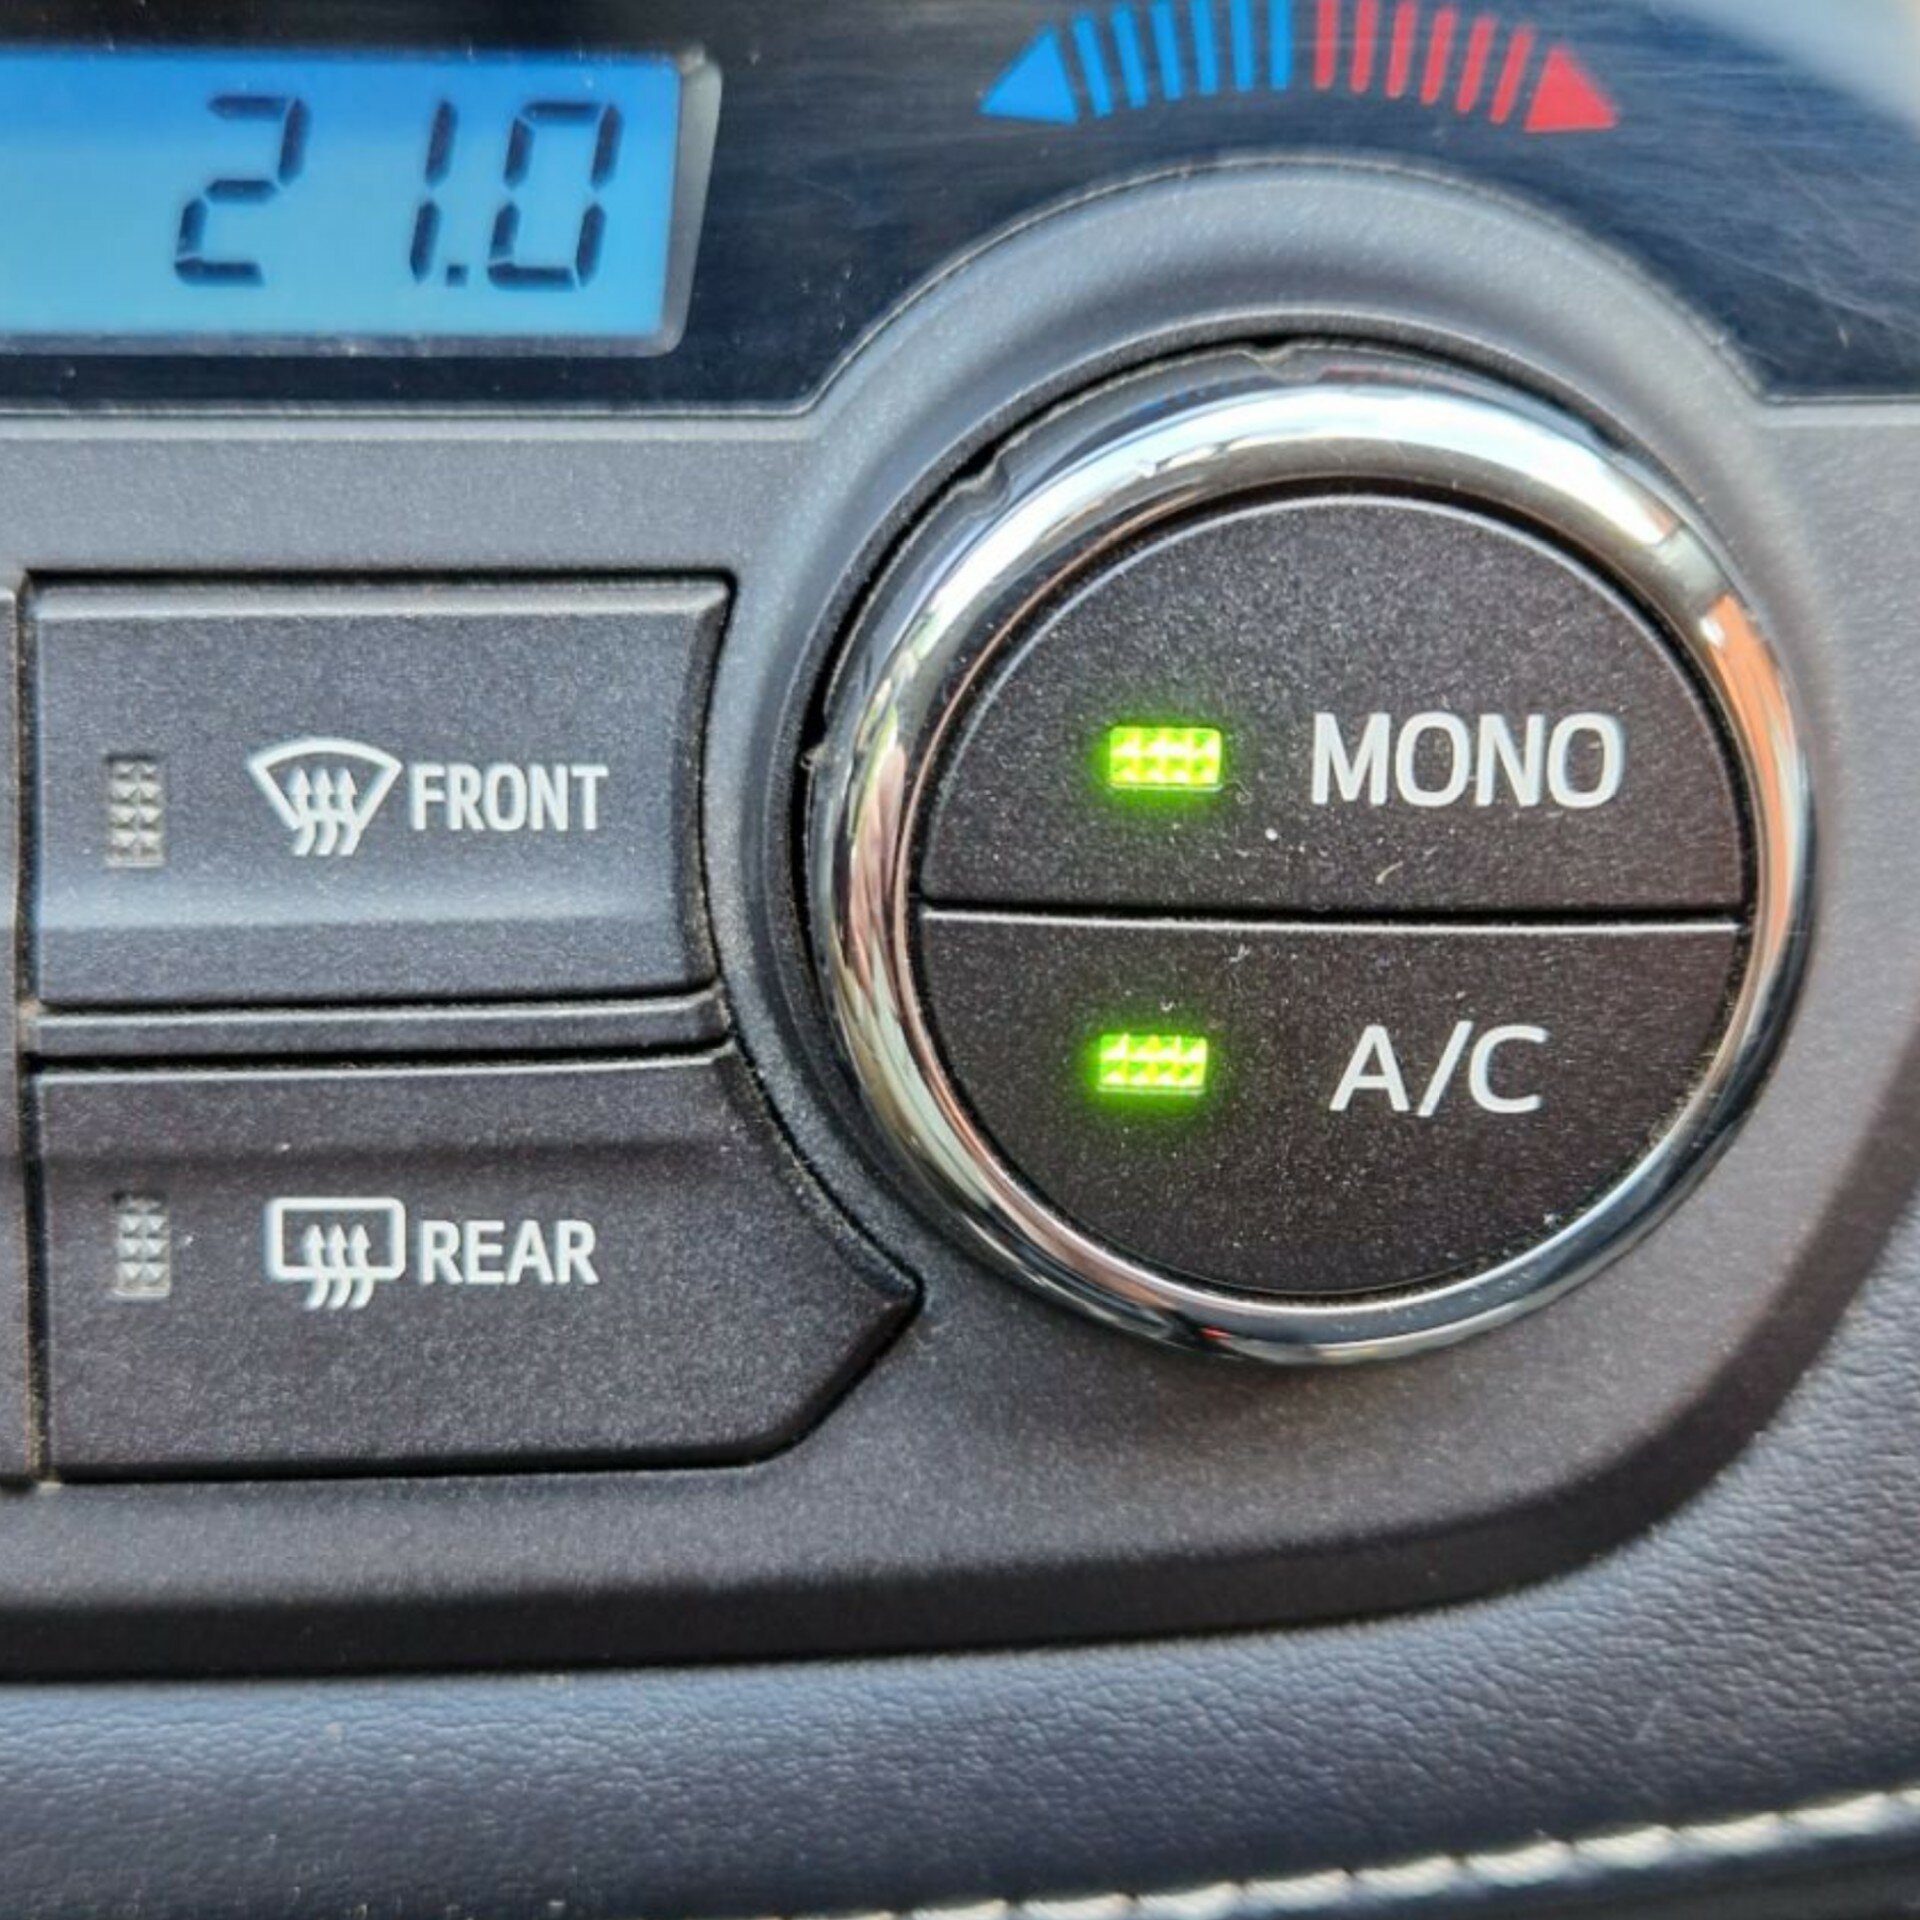 21.0
FRONT
MONO
A/C
REAR